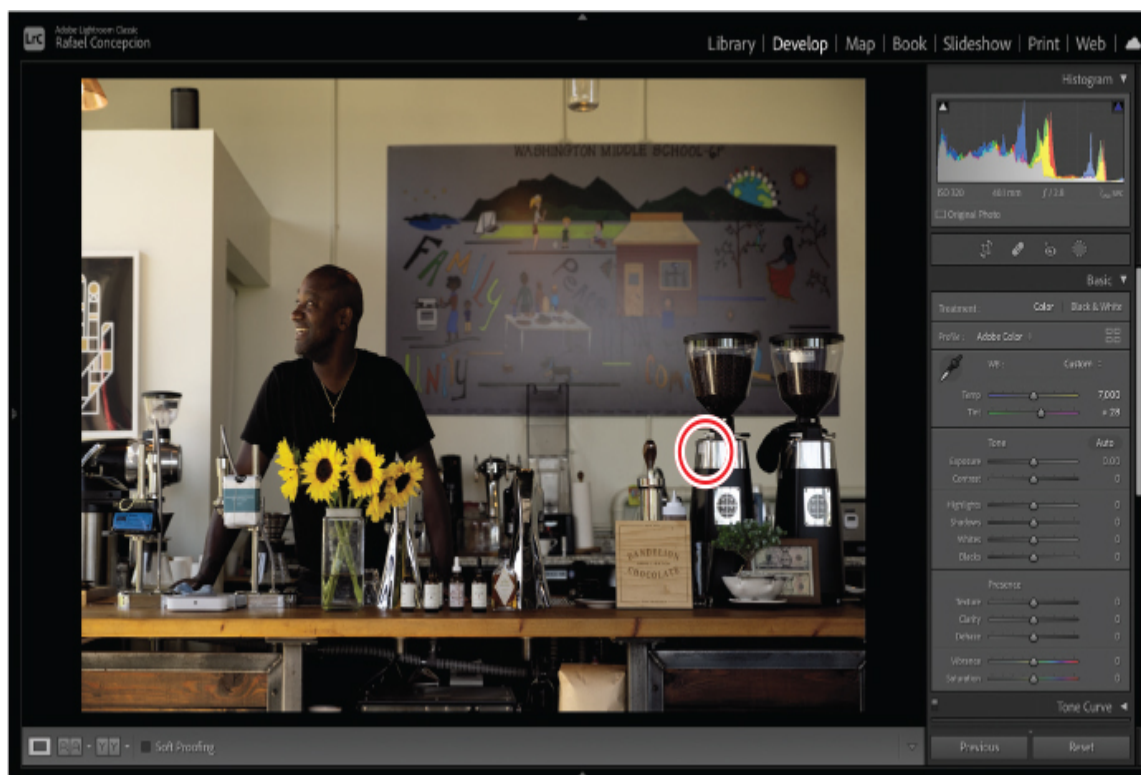 LrC
Adobe Lightroom Classic
Rafael Concepcion
Library | Develop | Map | Book | Slideshow | Print | Web |
Histogram
ISO 320
f / 2.8
Original Photo
Basic
Treatment: Color Black & White
Profile: Adobe Color
WB: Custom
Temp 7,000
Tint + 28
Tone Auto
Exposure 0.00
Contrast 0
Highlights 0
Shadows 0
Whites 0
Blacks 0
Presence
Texture 0
Clarity 0
Dehaze 0
Vibrance 0
Saturation 0
Tone Curve
Previous Reset
Soft Proofing
WASHINGTON MIDDLE SCHOOL-6P
FAMILY
DANDELION
CHOCOLATE